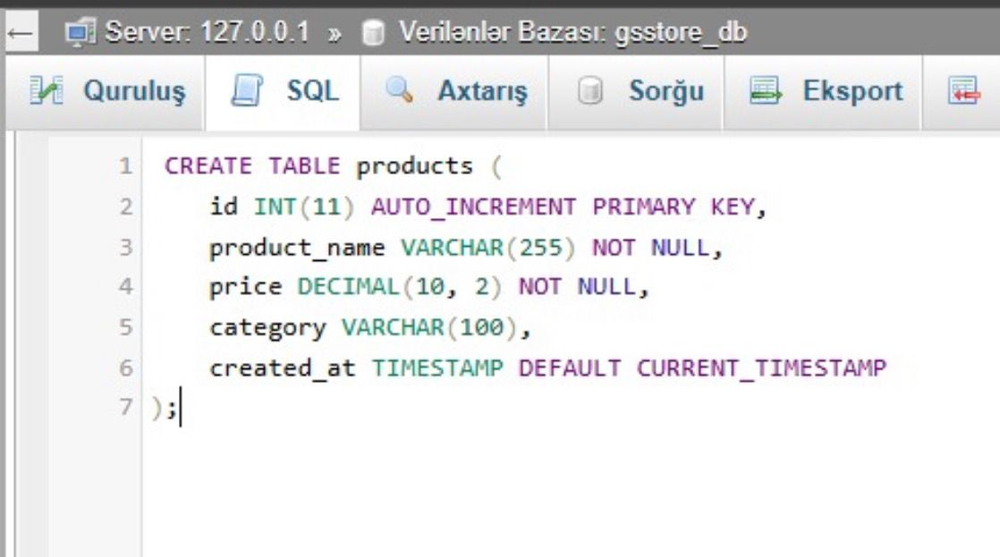 ← Server: 127.0.0.1 » Verilənlər Bazası: gsstore_db
Quruluş SQL Axtarış Sorğu Eksport
1 CREATE TABLE products (
2 id INT(11) AUTO_INCREMENT PRIMARY KEY,
3 product_name VARCHAR(255) NOT NULL,
4 price DECIMAL(10, 2) NOT NULL,
5 category VARCHAR(100),
6 created_at TIMESTAMP DEFAULT CURRENT_TIMESTAMP
7 );